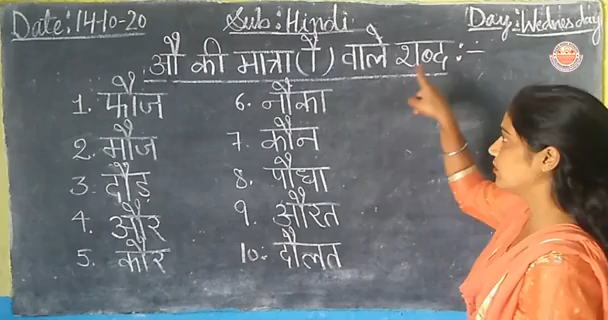 Date:14-10-20 Sub:Hindi Day:Wednesday
औ की मात्रा (ौ) वाले शब्द :-
1. फौज
2. मौज
3. दौड़
4. और
5. कौर
6. नौका
7. कौन
8. पौधा
9. औरत
10. दौलत